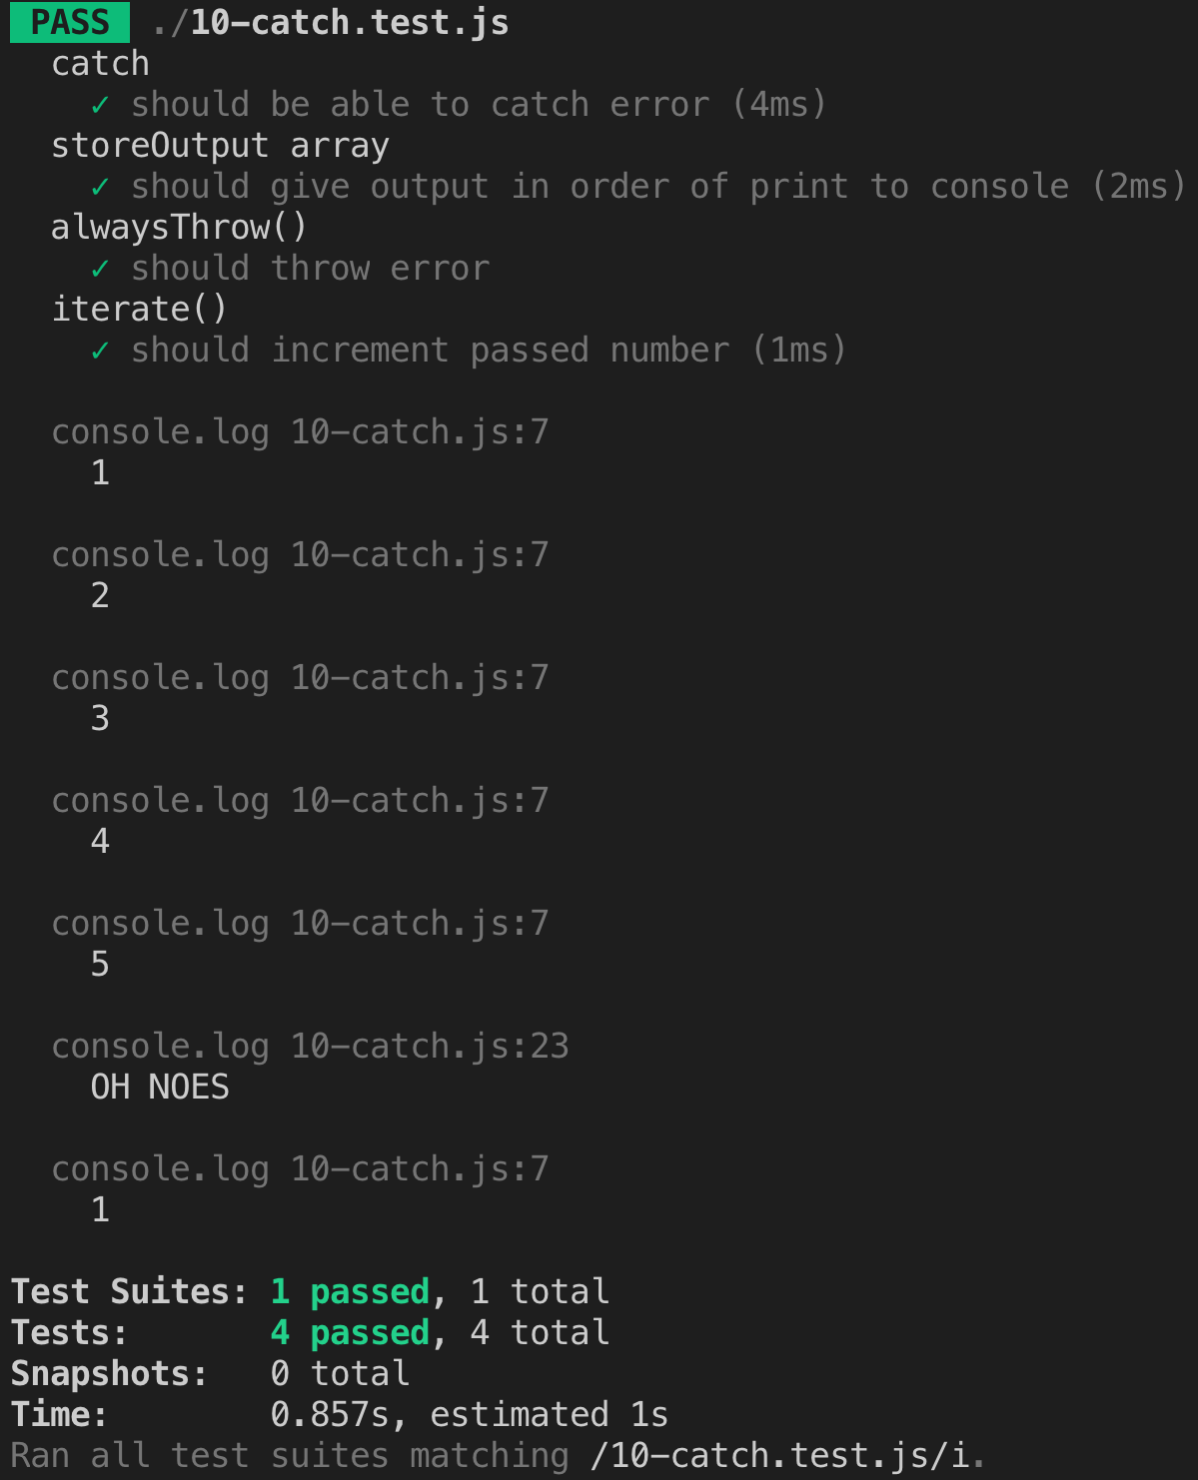 PASS ./10-catch.test.js
catch
✓ should be able to catch error (4ms)
storeOutput array
✓ should give output in order of print to console (2ms)
alwaysThrow()
✓ should throw error
iterate()
✓ should increment passed number (1ms)
console.log 10-catch.js:7
1
console.log 10-catch.js:7
2
console.log 10-catch.js:7
3
console.log 10-catch.js:7
4
console.log 10-catch.js:7
5
console.log 10-catch.js:23
OH NOES
console.log 10-catch.js:7
1
Test Suites: 1 passed, 1 total
Tests: 4 passed, 4 total
Snapshots: 0 total
Time: 0.857s, estimated 1s
Ran all test suites matching /10-catch.test.js/i.